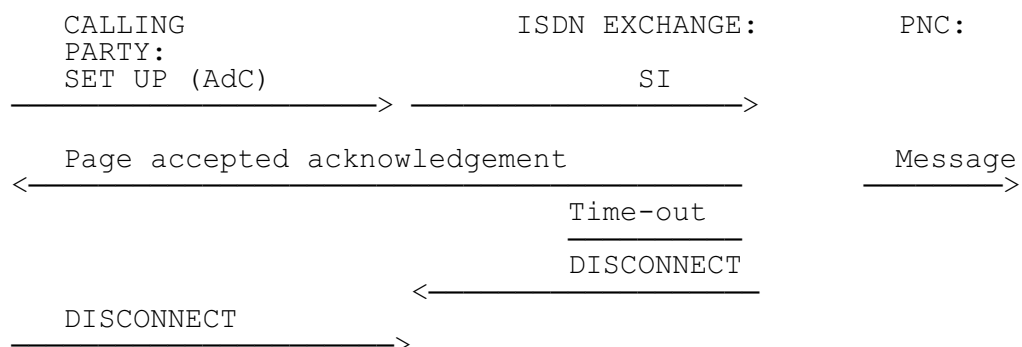 CALLING ISDN EXCHANGE: PNC:
PARTY:
SET UP (AdC) SI
Page accepted acknowledgement Message
Time-out
DISCONNECT
DISCONNECT